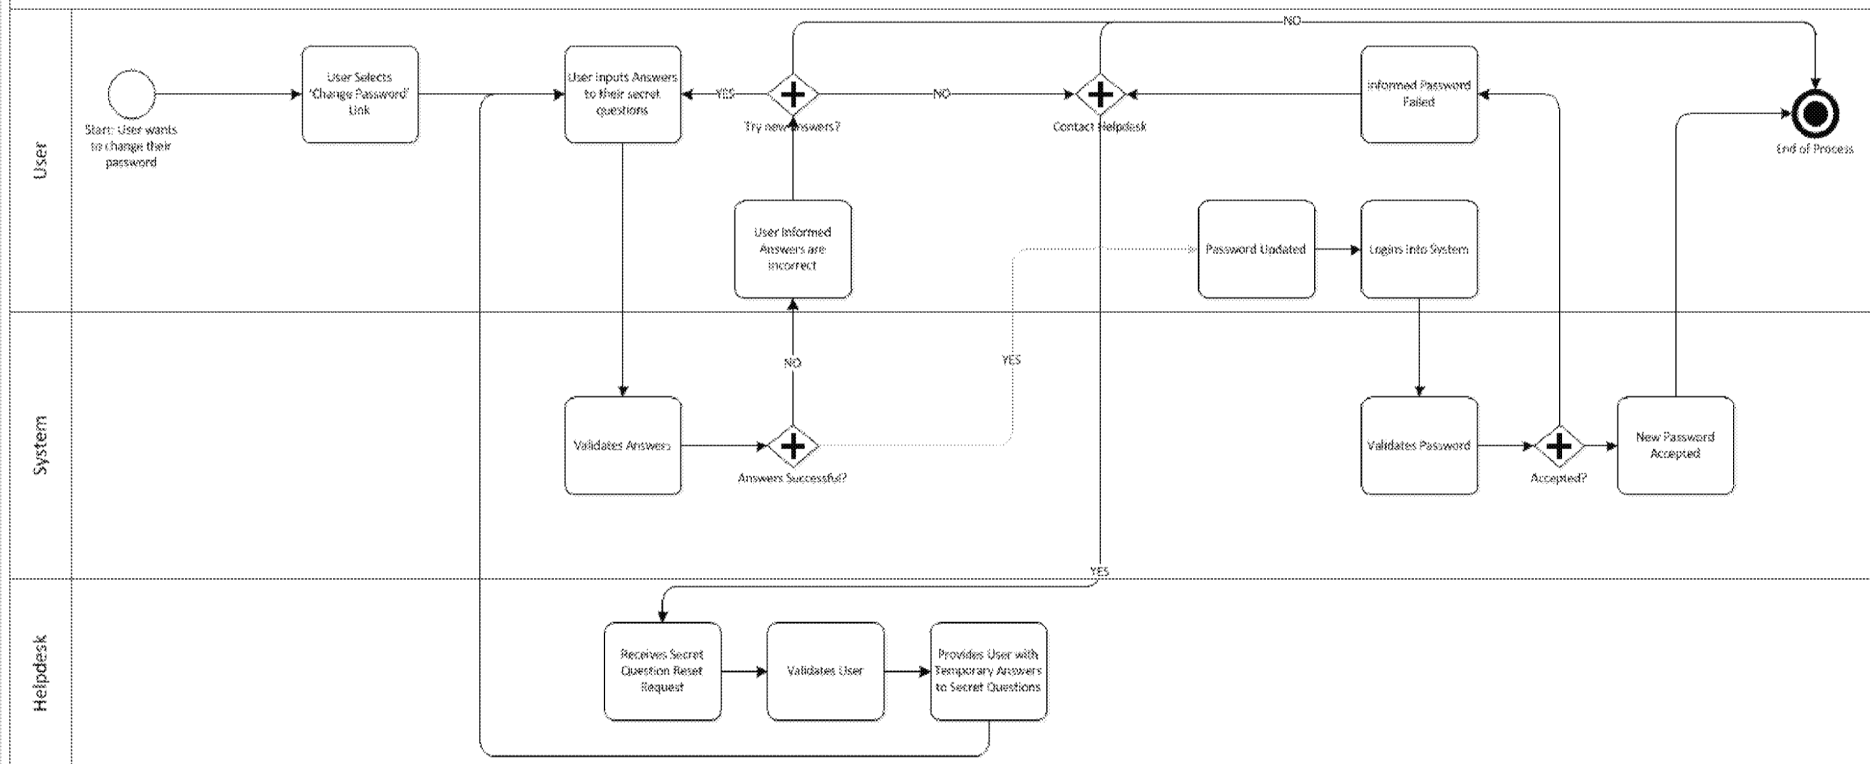 NO
User Selects
'Change Password'
Link
User Inputs Answers
to their secret
questions
YES
NO
Informed Password
Failed
Start: User wants
to change their
password
Try new answers?
Contact Helpdesk
End of Process
User
User Informed
Answers are
Incorrect
Password Updated
Logins into System
NO
YES
System
Validates Answers
Answers Successful?
Validates Password
Accepted?
New Password
Accepted
YES
Helpdesk
Receives Secret
Question Reset
Request
Validates User
Provides User with
Temporary Answers
to Secret Questions